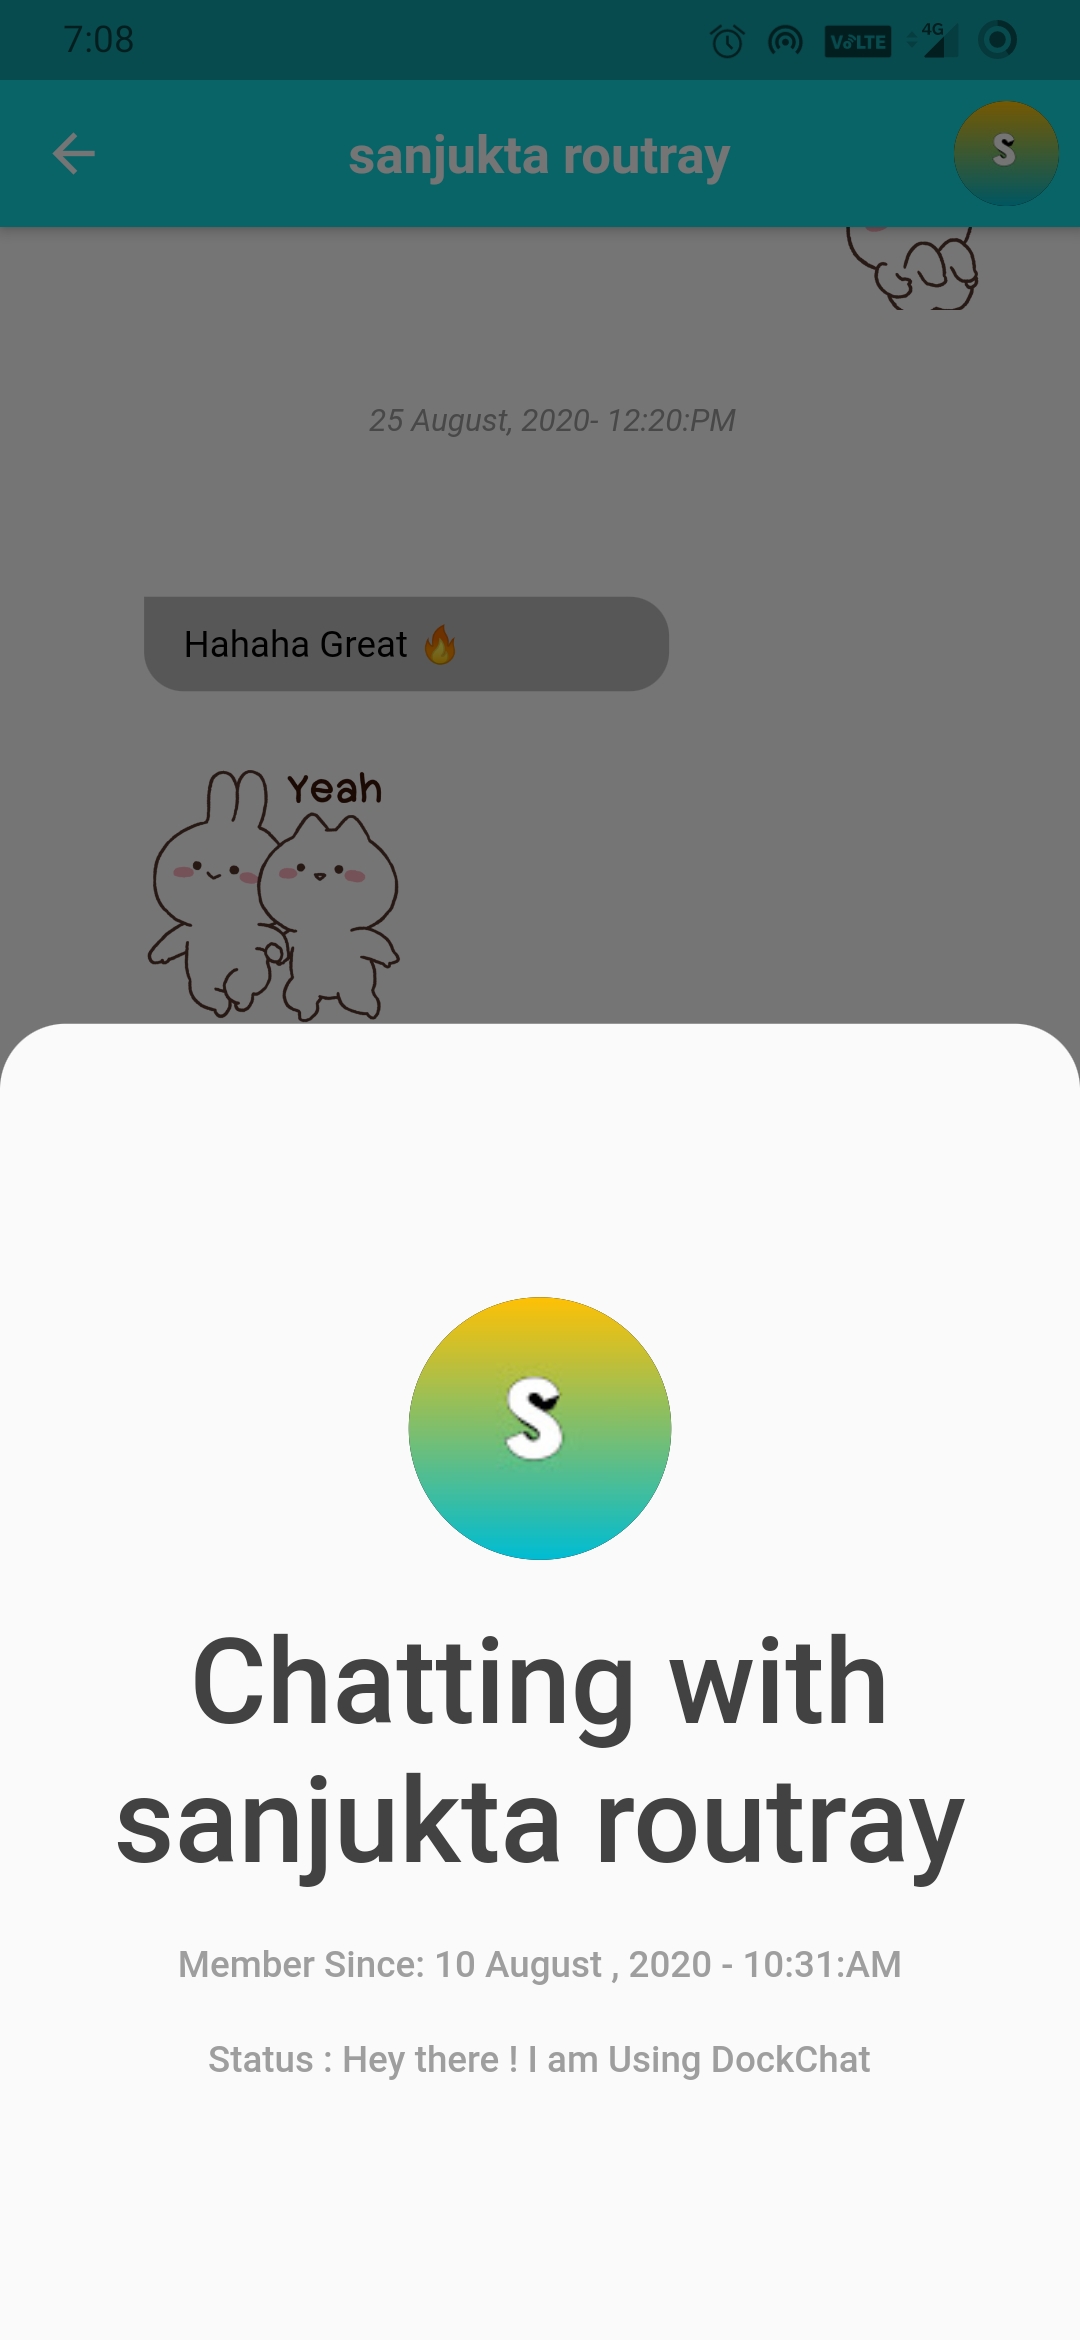 7:08
VoLTE
4G
sanjukta routray
S
25 August, 2020- 12:20:PM
Hahaha Great 🔥
Yeah
S
Chatting with
sanjukta routray
Member Since: 10 August , 2020 - 10:31:AM
Status : Hey there ! I am Using DockChat